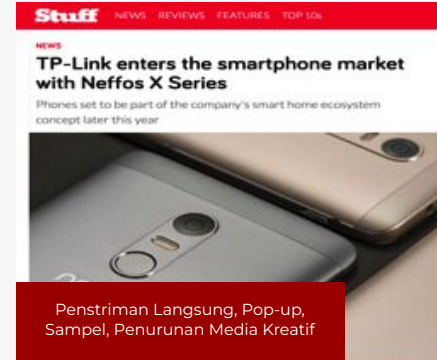 Stuff NEWS REVIEWS FEATURES TOP 10s
NEWS
TP-Link enters the smartphone market
with Neffos X Series
Phones set to be part of the company's smart home ecosystem
concept later this year
Penstriman Langsung, Pop-up,
Sampel, Penurunan Media Kreatif